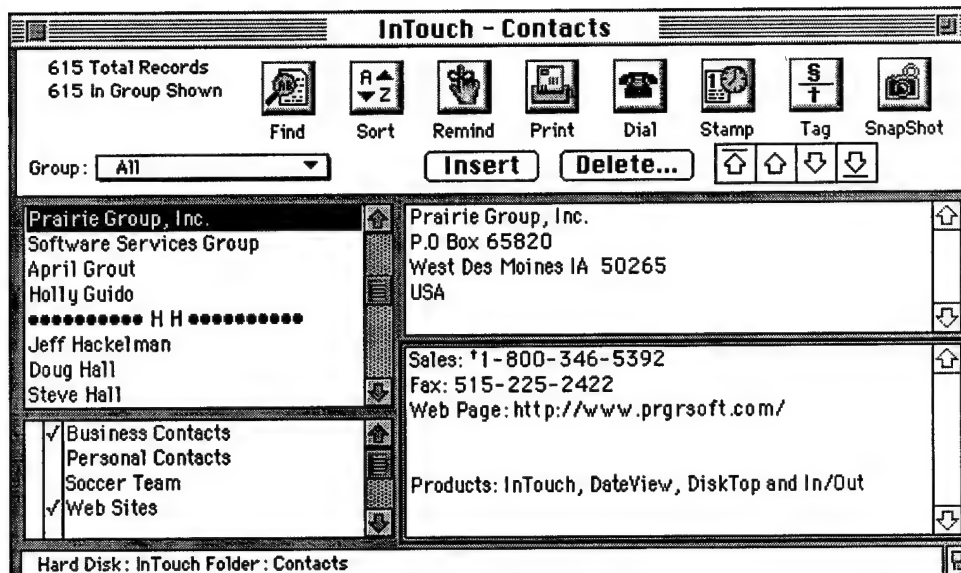 InTouch – Contacts
615 Total Records
615 In Group Shown
Find
Sort
Remind
Print
Dial
Stamp
Tag
SnapShot
Group: All
Insert
Delete...
Prairie Group, Inc.
Software Services Group
April Grout
Holly Guido
●●●●●●●●●● H H ●●●●●●●●●●
Jeff Hackelman
Doug Hall
Steve Hall
Prairie Group, Inc.
P.O Box 65820
West Des Moines IA 50265
USA
✓ Business Contacts
Personal Contacts
Soccer Team
✓ Web Sites
Sales: †1-800-346-5392
Fax: 515-225-2422
Web Page: http://www.prgrsoft.com/
Products: InTouch, DateView, DiskTop and In/Out
Hard Disk: InTouch Folder: Contacts